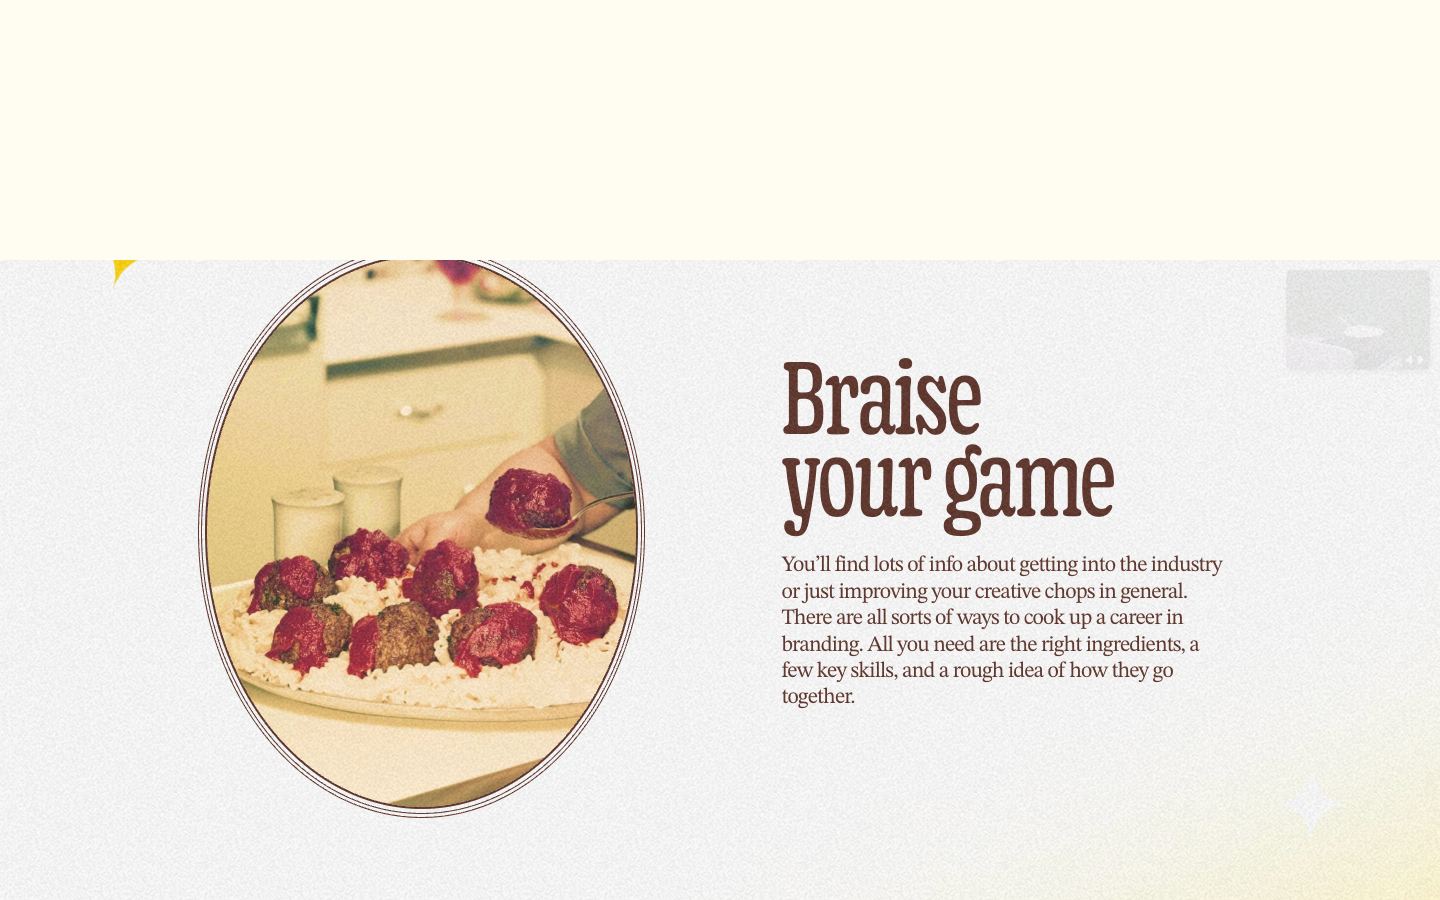 Braise
your game
You’ll find lots of info about getting into the industry
or just improving your creative chops in general.
There are all sorts of ways to cook up a career in
branding. All you need are the right ingredients, a
few key skills, and a rough idea of how they go
together.